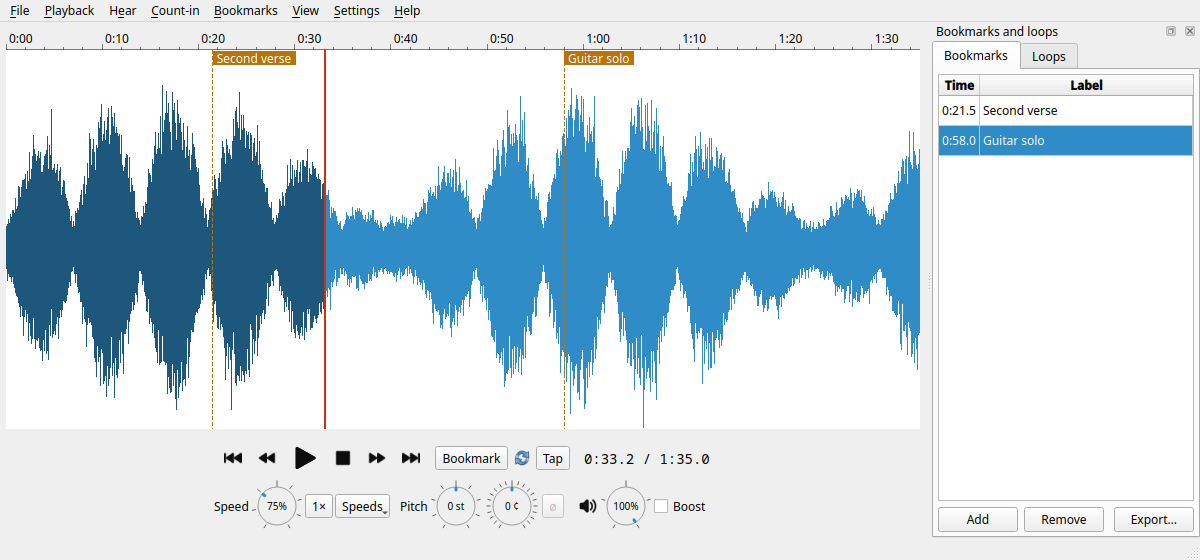 File Playback Hear Count-in Bookmarks View Settings Help
0:00 0:10 0:20 0:30 0:40 0:50 1:00 1:10 1:20 1:30
Second verse Guitar solo
Bookmark Tap 0:33.2 / 1:35.0
Speed 75% 1× Speeds Pitch 0 st 0 ¢ ø 100% Boost
Bookmarks and loops
Bookmarks Loops
Time Label
0:21.5 Second verse
0:58.0 Guitar solo
Add Remove Export...